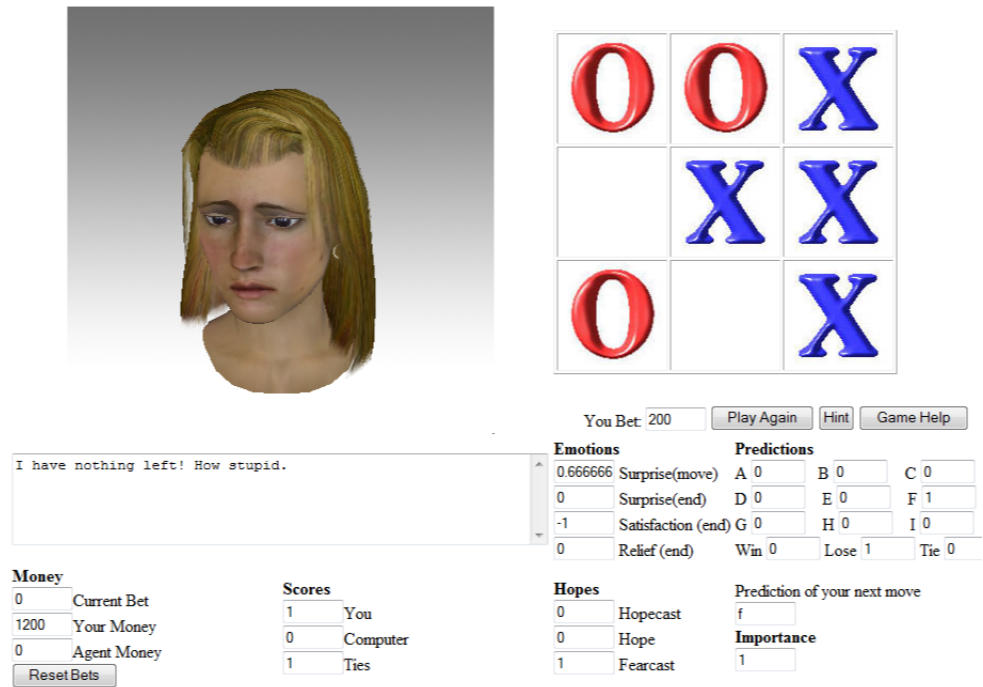 O O X
X X
O X
You Bet: 200 Play Again Hint Game Help
I have nothing left! How stupid.
Emotions Predictions
0.666666 Surprise(move) A 0 B 0 C 0
0 Surprise(end) D 0 E 0 F 1
-1 Satisfaction (end) G 0 H 0 I 0
0 Relief (end) Win 0 Lose 1 Tie 0
Money
0 Current Bet
1200 Your Money
0 Agent Money
Reset Bets
Scores
1 You
0 Computer
1 Ties
Hopes
0 Hopecast
0 Hope
1 Fearcast
Prediction of your next move
f
Importance
1